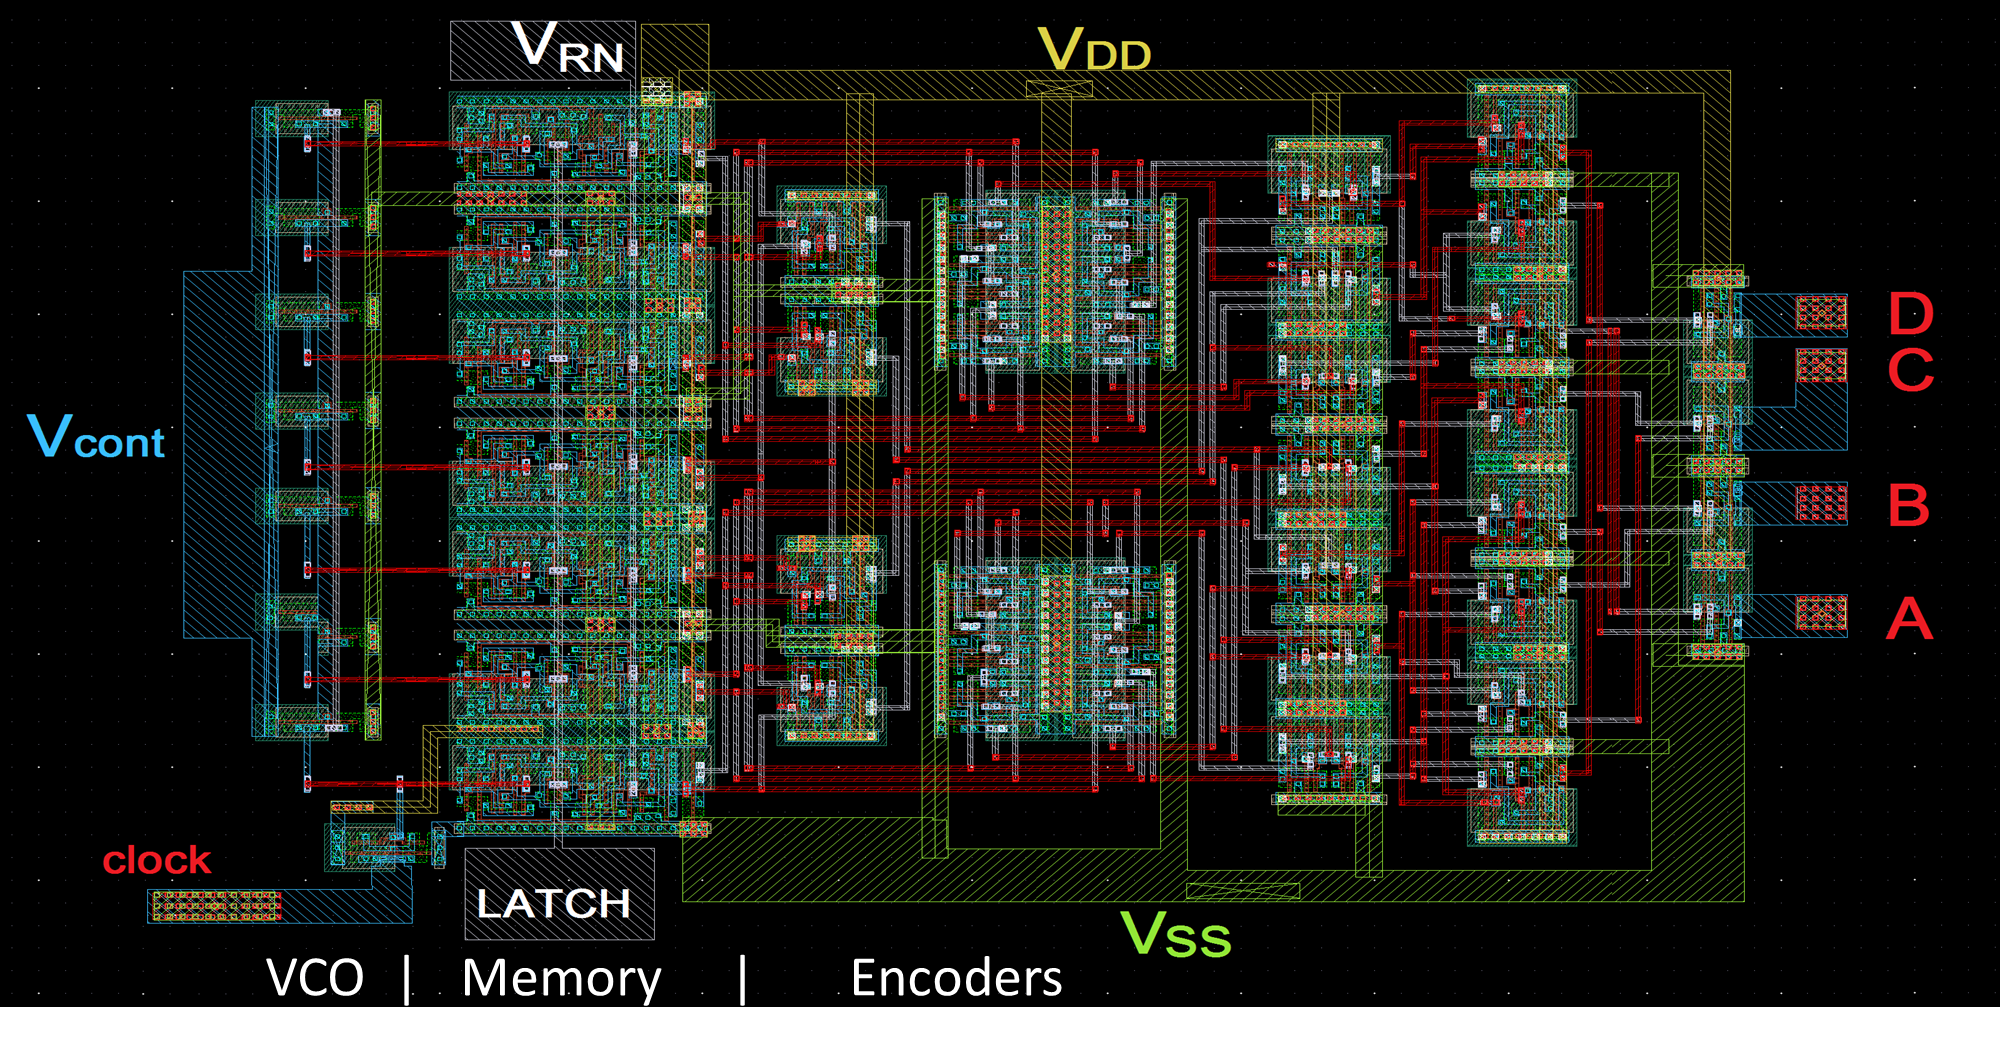 VRN
VDD
Vcont
D
C
B
A
clock
LATCH
Vss
VCO | Memory | Encoders